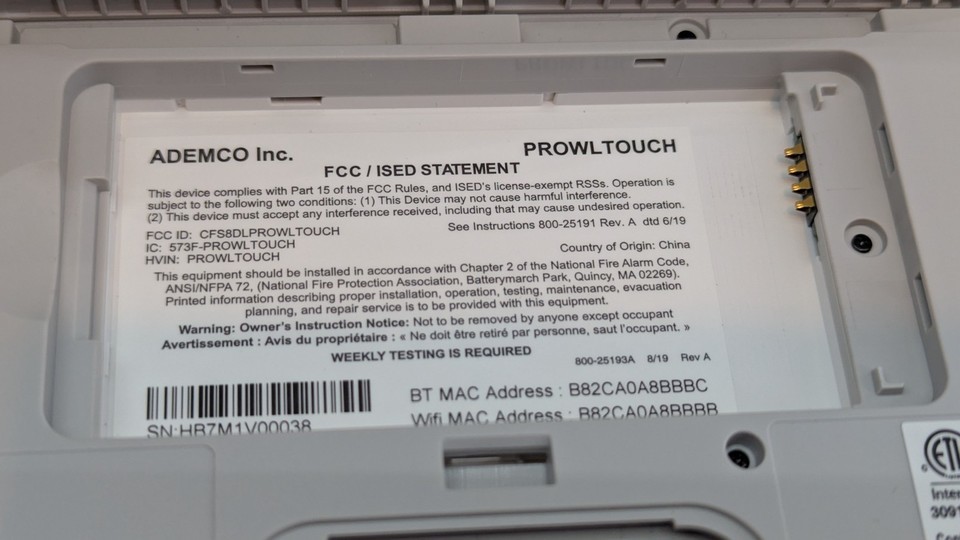 ADEMCO Inc.
PROWLTOUCH
FCC / ISED STATEMENT
This device complies with Part 15 of the FCC Rules, and ISED's license-exempt RSSs. Operation is
subject to the following two conditions: (1) This Device may not cause harmful interference.
(2) This device must accept any interference received, including that may cause undesired operation.
FCC ID: CFS8DLPROWLTOUCH
See Instructions 800-25191 Rev. A dtd 6/19
IC: 573F-PROWLTOUCH
HVIN: PROWLTOUCH
Country of Origin: China
This equipment should be installed in accordance with Chapter 2 of the National Fire Alarm Code,
ANSI/NFPA 72, (National Fire Protection Association, Batterymarch Park, Quincy, MA 02269).
Printed information describing proper installation, operation, testing, maintenance, evacuation
planning, and repair service is to be provided with this equipment.
Warning: Owner's Instruction Notice: Not to be removed by anyone except occupant
Avertissement : Avis du propriétaire : « Ne doit être retiré par personne, saut l'occupant. »
WEEKLY TESTING IS REQUIRED
800-25193A 8/19 Rev A
BT MAC Address : B82CA0A8BBBC
SN:HB7M1V00038
Wifi MAC Address : B82CA0A8BBBB
ETL
3091